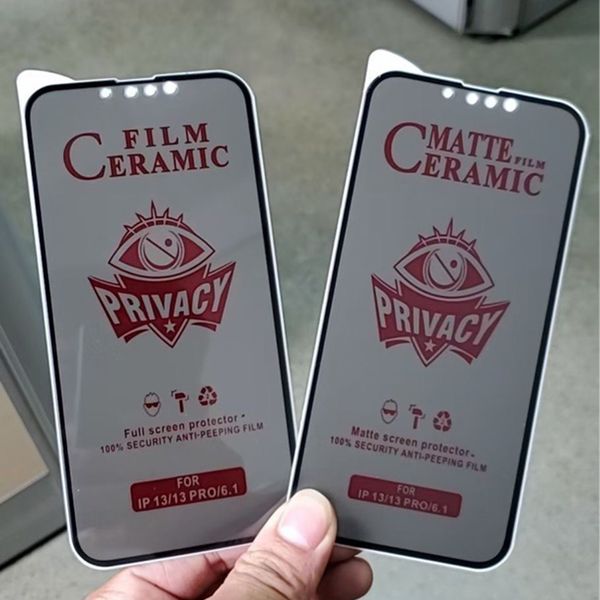 FILM
CERAMIC
PRIVACY
Full screen protector-
100% SECURITY ANTI-PEEPING FILM
FOR
IP 13/13 PRO/6.1
MATTE FILM
CERAMIC
PRIVACY
Matte screen protector-
100% SECURITY ANTI-PEEPING FILM
FOR
IP 13/13 PRO/6.1